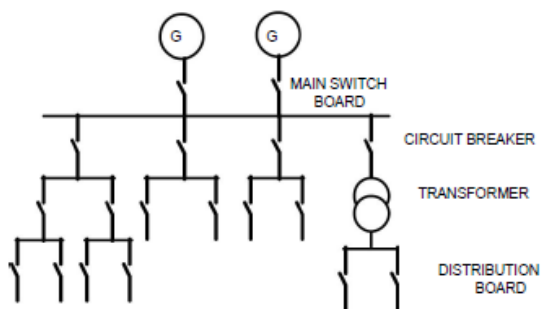 G
G
MAIN SWITCH
BOARD
CIRCUIT BREAKER
TRANSFORMER
DISTRIBUTION
BOARD